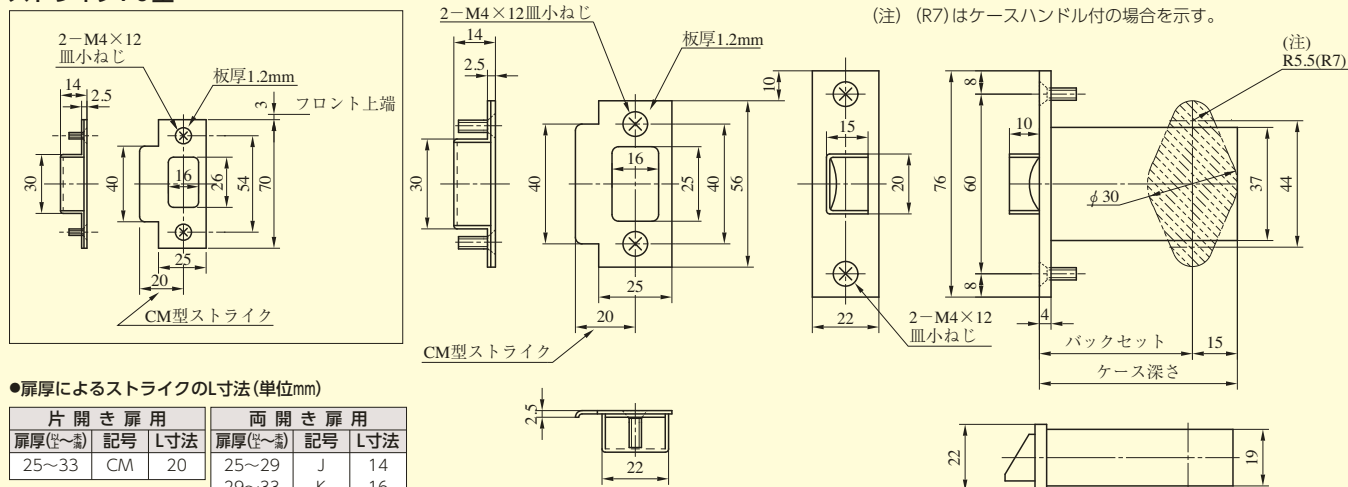 (注) (R7)はケースハンドル付の場合を示す。
2−M4×12
皿小ねじ
板厚1.2mm
14
2.5
3
フロント上端
30
40
16
26
54
70
25
20
CM型ストライク
2−M4×12皿小ねじ
14
板厚1.2mm
2.5
30
40
16
25
40
56
25
20
CM型ストライク
2.5
22
10
15
20
22
2−M4×12
皿小ねじ
(注)
R5.5(R7)
8
10
76
60
φ30
37
44
8
4
バックセット
15
ケース深さ
22
19
●扉厚によるストライクのL寸法(単位mm)
片開き扉用
扉厚(以上〜未満) 記号 L寸法
25〜33 CM 20
両開き扉用
扉厚(以上〜未満) 記号 L寸法
25〜29 J 14